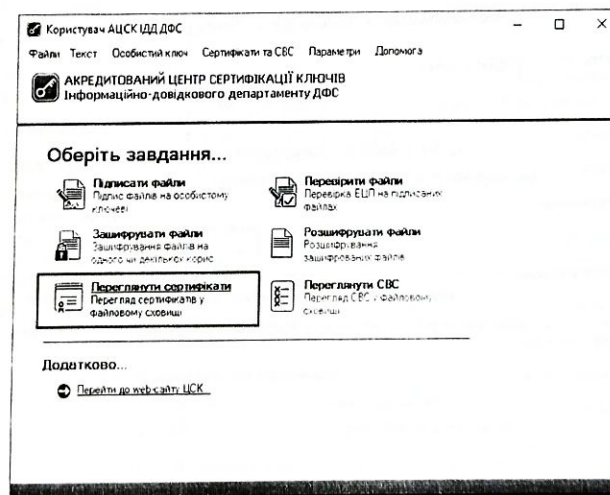 Користувач АЦСК ІДД ДФС
Файли Текст Особистий ключ Сертифікати та СВС Параметри Допомога
АКРЕДИТОВАНИЙ ЦЕНТР СЕРТИФІКАЦІЇ КЛЮЧІВ
Інформаційно-довідкового департаменту ДФС
Оберіть завдання...
Підписати файли
Підпис файлів на особистому
ключеві
Перевірити файли
Перевірка ЕЦП на підписаних
файлах
Зашифрувати файли
Зашифрування файлів на
одного чи декількох корис
Розшифрувати файли
Розшифрування
зашифрованих файлів
Переглянути сертифікати
Перегляд сертифікатів у
файловому сховищі
Переглянути СВС
Перегляд СВС у файловому
сховищі
Додатково...
Перейти до web-сайту ЦСК